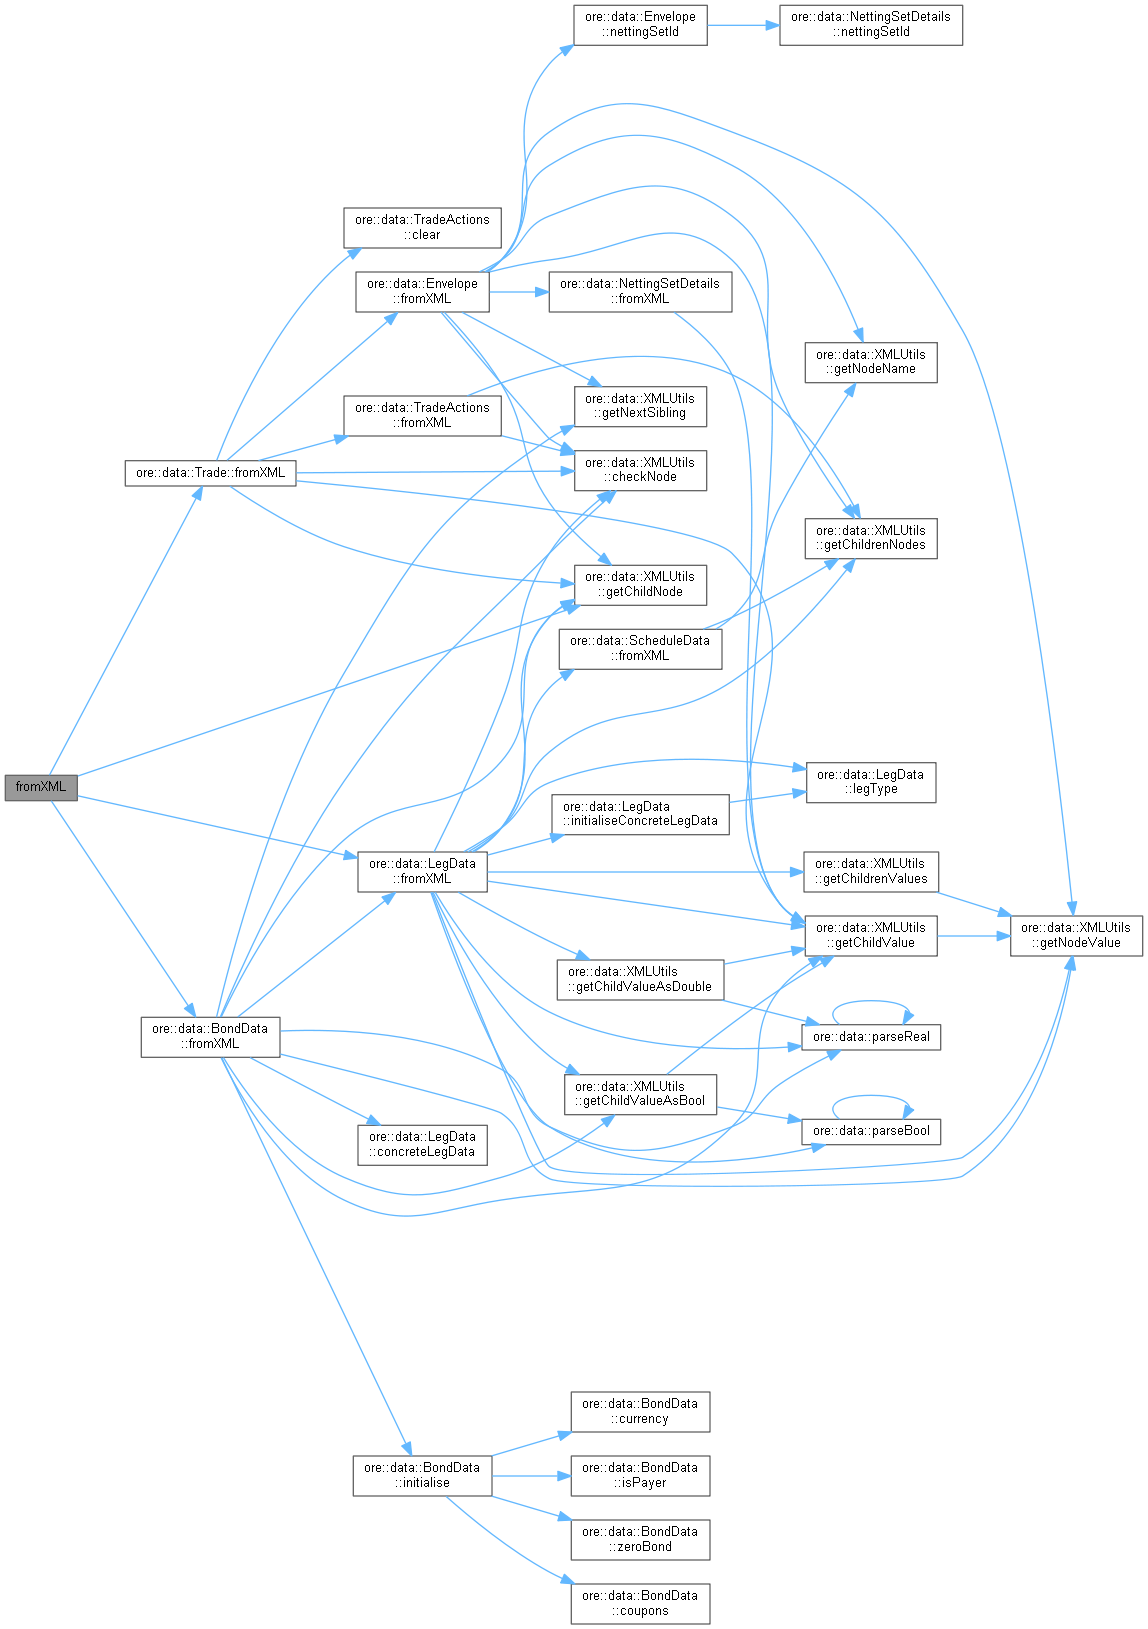 ore::data::Envelope
::nettingSetId
ore::data::NettingSetDetails
::nettingSetId
ore::data::TradeActions
::clear
ore::data::Envelope
::fromXML
ore::data::NettingSetDetails
::fromXML
ore::data::XMLUtils
::getNodeName
ore::data::XMLUtils
::getNextSibling
ore::data::TradeActions
::fromXML
ore::data::Trade::fromXML
ore::data::XMLUtils
::checkNode
ore::data::XMLUtils
::getChildrenNodes
ore::data::XMLUtils
::getChildNode
ore::data::ScheduleData
::fromXML
fromXML
ore::data::LegData
::legType
ore::data::LegData
::initialiseConcreteLegData
ore::data::LegData
::fromXML
ore::data::XMLUtils
::getChildrenValues
ore::data::XMLUtils
::getChildValue
ore::data::XMLUtils
::getNodeValue
ore::data::XMLUtils
::getChildValueAsDouble
ore::data::BondData
::fromXML
ore::data::parseReal
ore::data::XMLUtils
::getChildValueAsBool
ore::data::parseBool
ore::data::LegData
::concreteLegData
ore::data::BondData
::currency
ore::data::BondData
::initialise
ore::data::BondData
::isPayer
ore::data::BondData
::zeroBond
ore::data::BondData
::coupons